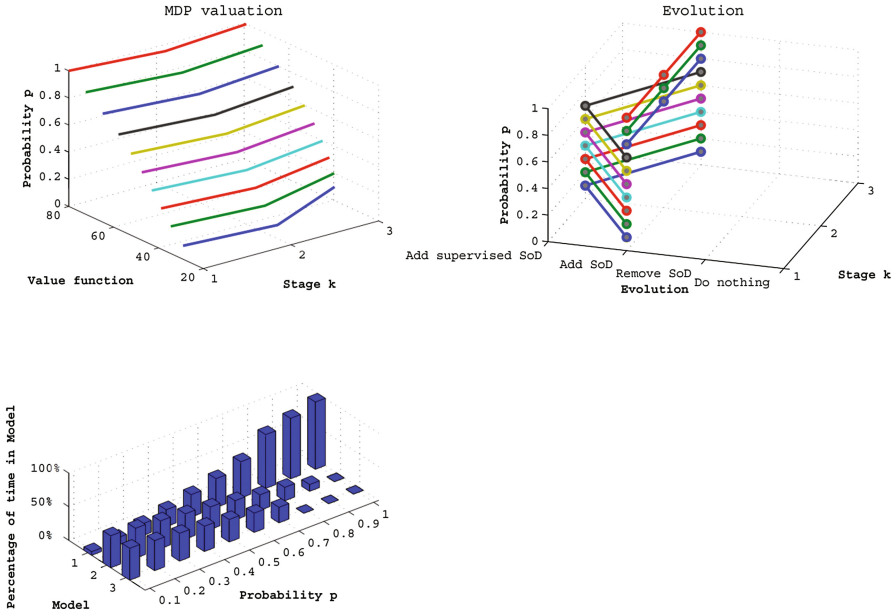 MDP valuation
Probability p
1
0.8
0.6
0.4
0.2
0
80
60
40
20
Value function
1
2
3
Stage k
Evolution
Probability p
1
0.8
0.6
0.4
0.2
0
Add supervised SoD
Add SoD
Remove SoD
Do nothing
Evolution
1
2
3
Stage k
Percentage of time in Model
100%
50%
0%
1
2
3
Model
0.1
0.2
0.3
0.4
0.5
0.6
0.7
0.8
0.9
1
Probability p